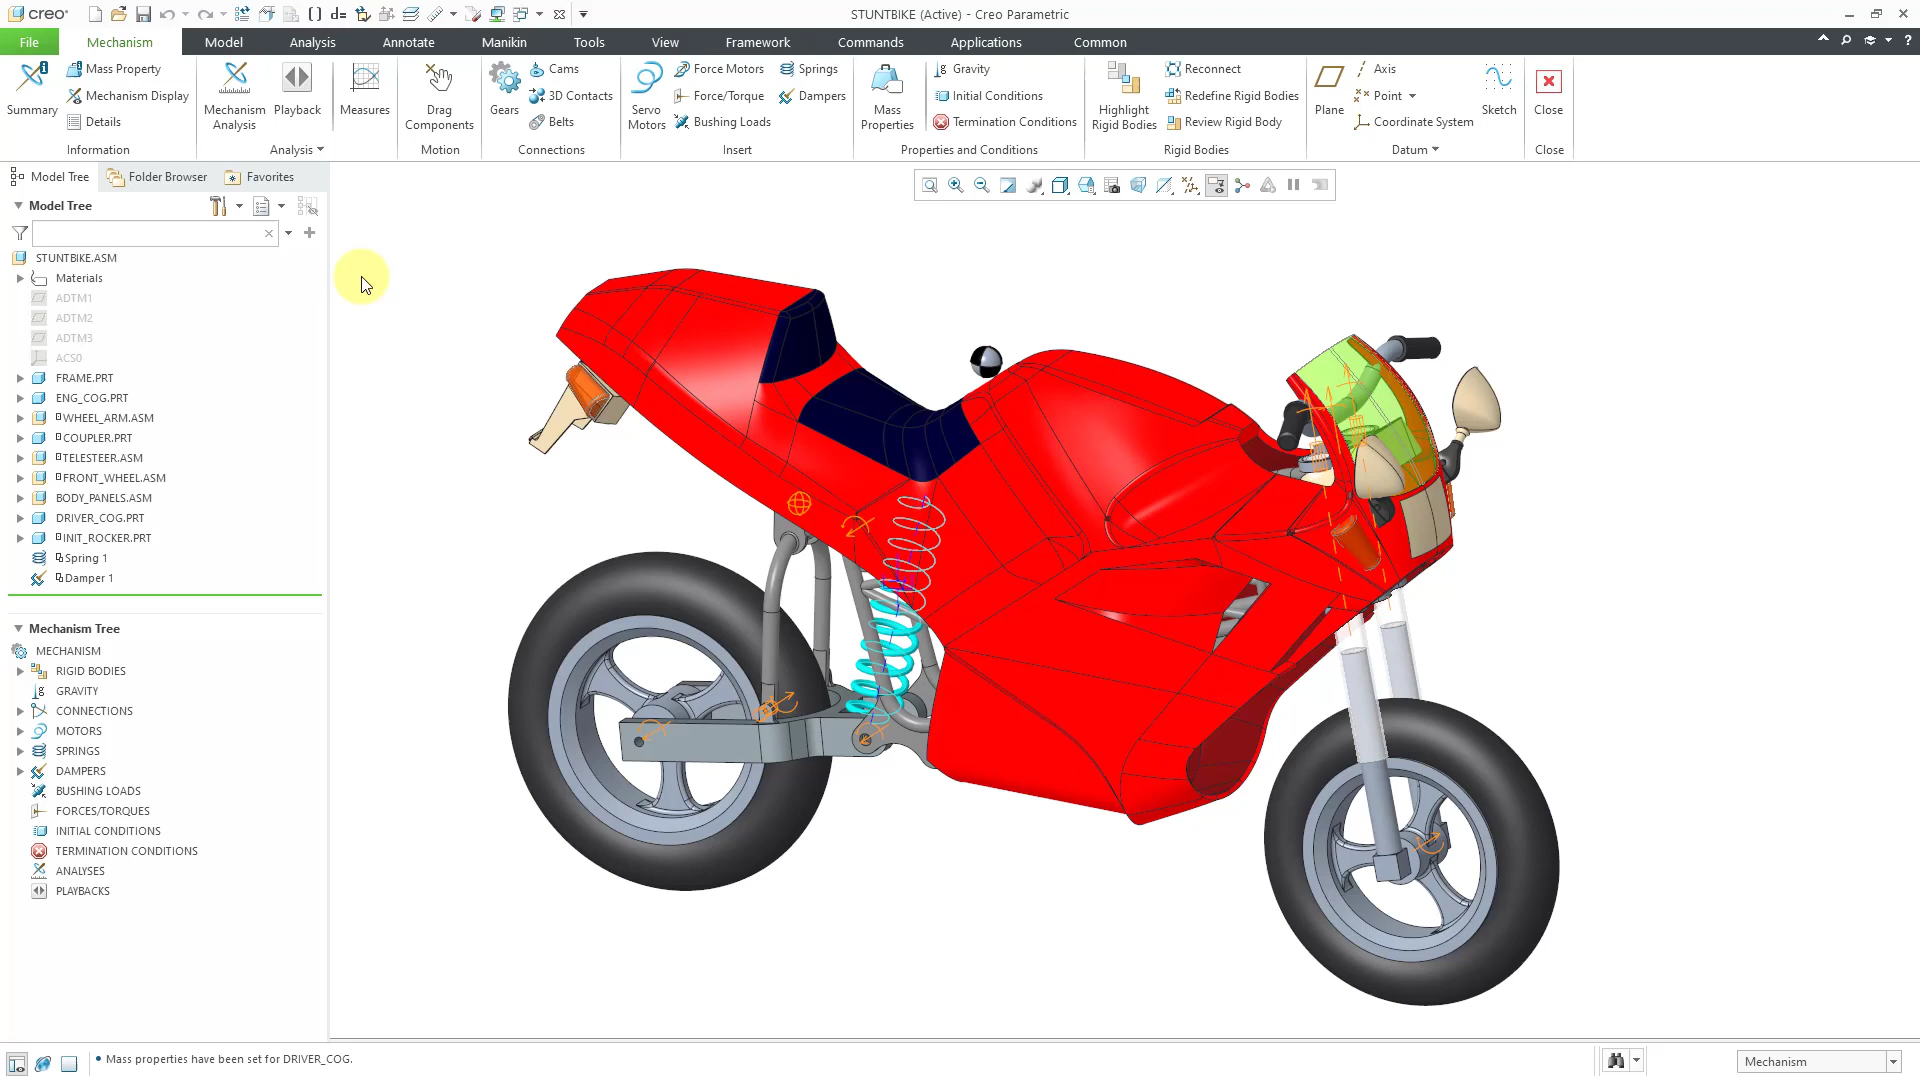 creo
d=
STUNTBIKE (Active) - Creo Parametric
File
Mechanism
Model
Analysis
Annotate
Manikin
Tools
View
Framework
Commands
Applications
Common
Summary
Mass Property
Mechanism Display
Details
Information
Mechanism Analysis
Playback
Measures
Analysis
Drag Components
Motion
Gears
Cams
3D Contacts
Belts
Connections
Servo Motors
Force Motors
Force/Torque
Bushing Loads
Springs
Dampers
Insert
Mass Properties
Gravity
Initial Conditions
Termination Conditions
Properties and Conditions
Highlight Rigid Bodies
Reconnect
Redefine Rigid Bodies
Review Rigid Body
Rigid Bodies
Plane
Axis
Point
Coordinate System
Sketch
Datum
Close
Close
Model Tree
Folder Browser
Favorites
Model Tree
STUNTBIKE.ASM
Materials
ADTM1
ADTM2
ADTM3
ACS0
FRAME.PRT
ENG_COG.PRT
WHEEL_ARM.ASM
COUPLER.PRT
TELESTEER.ASM
FRONT_WHEEL.ASM
BODY_PANELS.ASM
DRIVER_COG.PRT
INIT_ROCKER.PRT
Spring 1
Damper 1
Mechanism Tree
MECHANISM
RIGID BODIES
GRAVITY
CONNECTIONS
MOTORS
SPRINGS
DAMPERS
BUSHING LOADS
FORCES/TORQUES
INITIAL CONDITIONS
TERMINATION CONDITIONS
ANALYSES
PLAYBACKS
Mass properties have been set for DRIVER_COG.
Mechanism